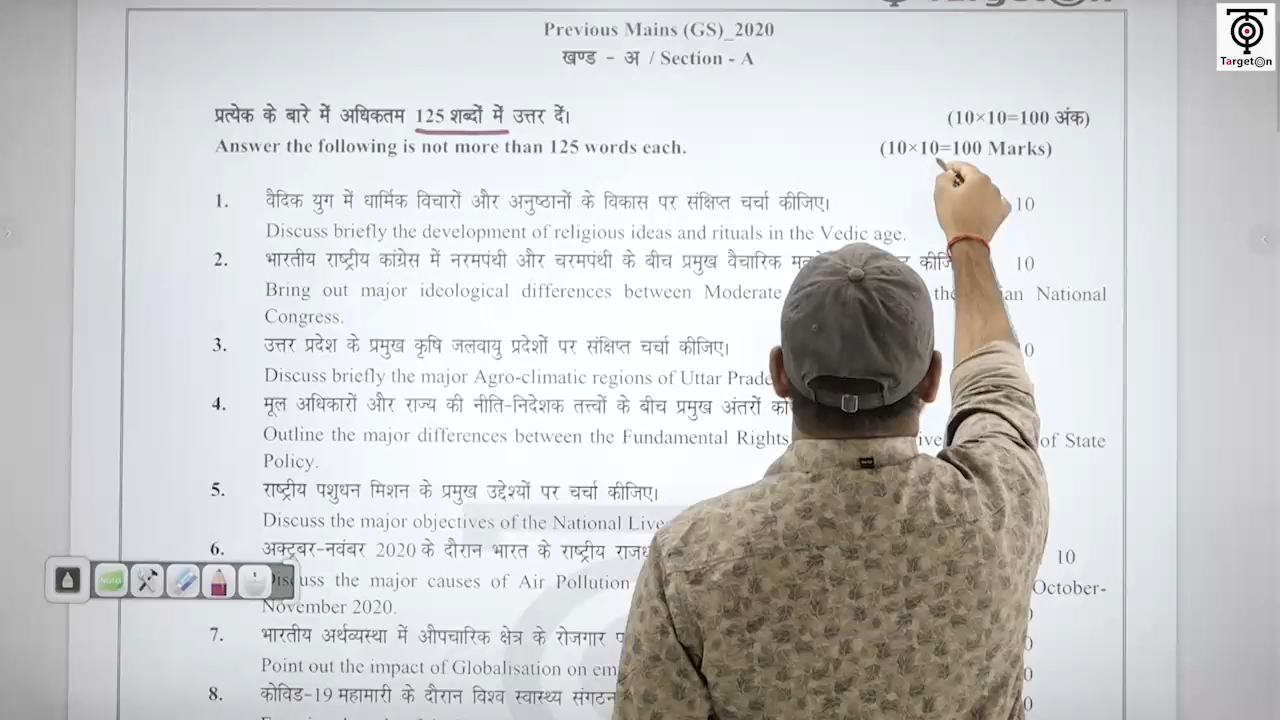 TargetOn
Previous Mains (GS)_2020
खण्ड - अ / Section - A
प्रत्येक के बारे में अधिकतम 125 शब्दों में उत्तर दें। (10×10=100 अंक)
Answer the following is not more than 125 words each. (10×10=100 Marks)
1. वैदिक युग में धार्मिक विचारों और अनुष्ठानों के विकास पर संक्षिप्त चर्चा कीजिए। 10
Discuss briefly the development of religious ideas and rituals in the Vedic age.
2. भारतीय राष्ट्रीय कांग्रेस में नरमपंथी और चरमपंथी के बीच प्रमुख वैचारिक 10
Bring out major ideological differences between Moderate National
Congress.
3. उत्तर प्रदेश के प्रमुख कृषि जलवायु प्रदेशों पर संक्षिप्त चर्चा कीजिए। 0
Discuss briefly the major Agro-climatic regions of Uttar
4. मूल अधिकारों और राज्य की नीति-निदेशक तत्त्वों के बीच प्रमुख अंतरों
Outline the major differences between the Fundamental Rights of State
Policy.
5. राष्ट्रीय पशुधन मिशन के प्रमुख उद्देश्यों पर चर्चा कीजिए।
Discuss the major objectives of the National
6. अक्टूबर-नवंबर 2020 के दौरान भारत के राष्ट्रीय 10
the major causes of Air Pollution October-
November 2020.
7. भारतीय अर्थव्यवस्था में औपचारिक क्षेत्र के रोजगार 0
Point out the impact of Globalisation on 0
8. कोविड-19 महामारी के दौरान विश्व स्वास्थ्य संगठन 0